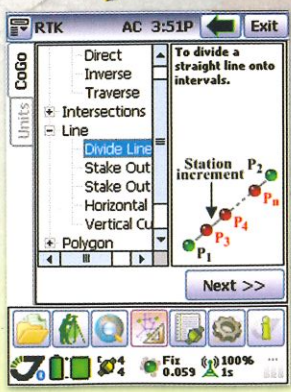 RTK AC 3:51P Exit
CoGo
Units
Direct
Inverse
Traverse
Intersections
Line
Divide Line
Stake Out
Stake Out
Horizontal
Vertical Cu
Polygon
To divide a
straight line onto
intervals.
Station
increment
P2
Pn
P4
P3
P1
Next >>
4
4
Fix
0.059
100%
1s